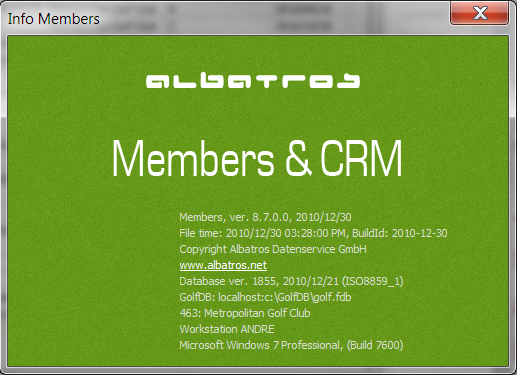 Info Members
albatros
Members & CRM
Members, ver. 8.7.0.0, 2010/12/30
File time: 2010/12/30 03:28:00 PM, BuildId: 2010-12-30
Copyright Albatros Datenservice GmbH
www.albatros.net
Database ver. 1855, 2010/12/21 (ISO8859_1)
GolfDB: localhost:c:\GolfDB\golf.fdb
463: Metropolitan Golf Club
Workstation ANDRE
Microsoft Windows 7 Professional, (Build 7600)